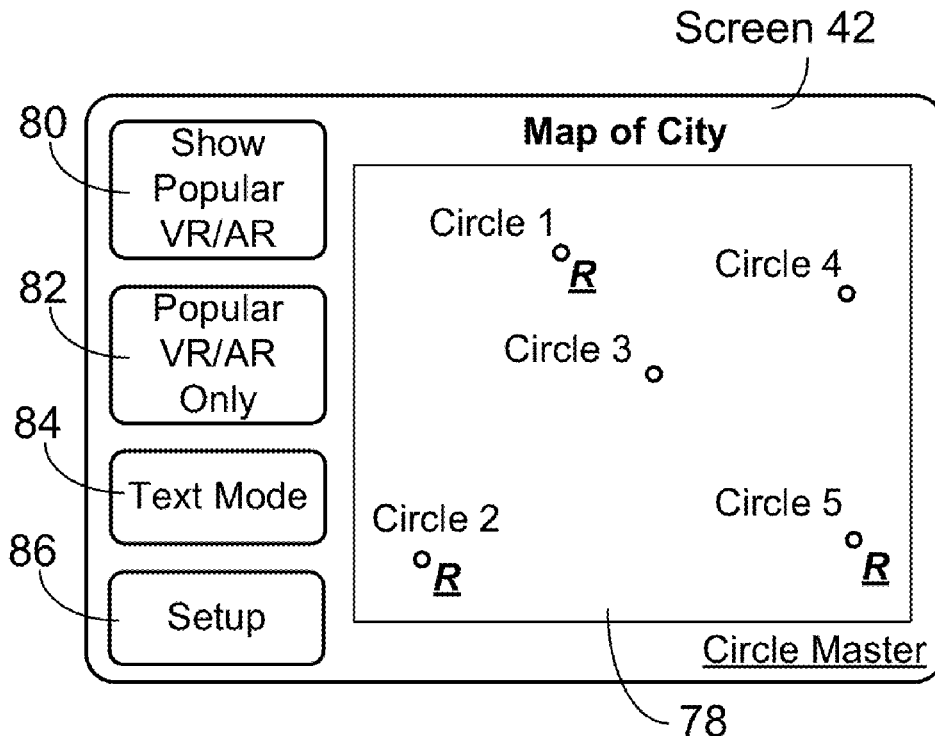 Screen 42
80
Show
Popular
VR/AR
82
Popular
VR/AR
Only
84
Text Mode
86
Setup
Map of City
Circle 1
R
Circle 4
Circle 3
Circle 2
R
Circle 5
R
Circle Master
78